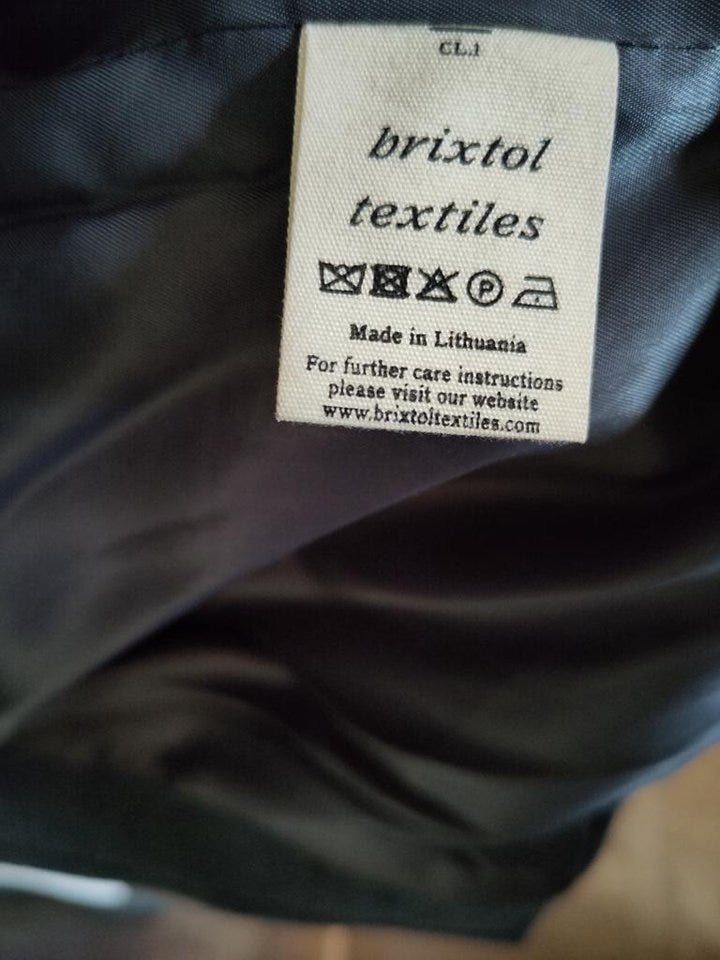 CL.1
brixtol
textiles
P
Made in Lithuania
For further care instructions
please visit our website
www.brixtoltextiles.com